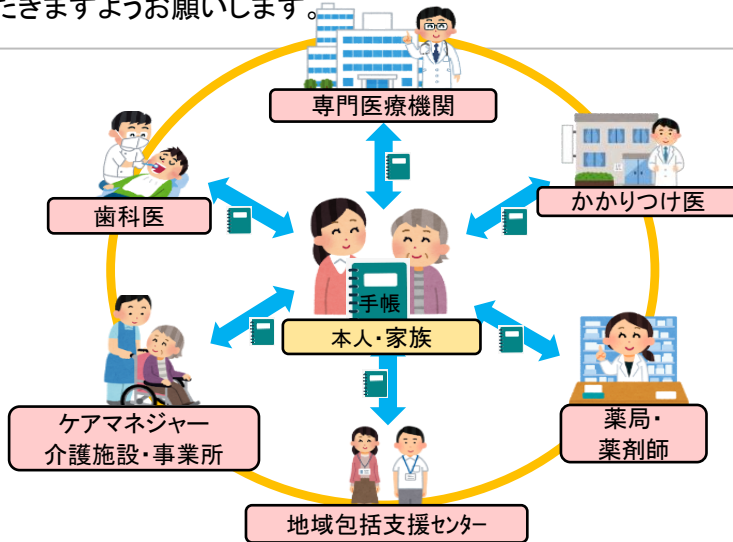 だきますようお願いします。
専門医療機関
歯科医
かかりつけ医
手帳
本人・家族
ケアマネジャー
介護施設・事業所
薬局・
薬剤師
地域包括支援センター